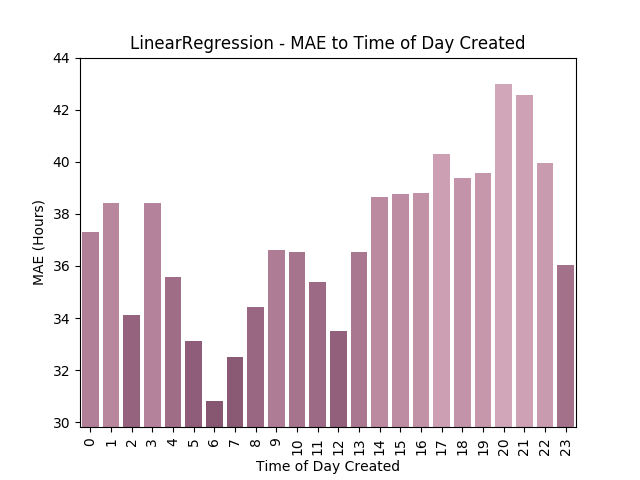 LinearRegression - MAE to Time of Day Created
44
42
40
38
36
34
32
30
MAE (Hours)
0 1 2 3 4 5 6 7 8 9 10 11 12 13 14 15 16 17 18 19 20 21 22 23
Time of Day Created